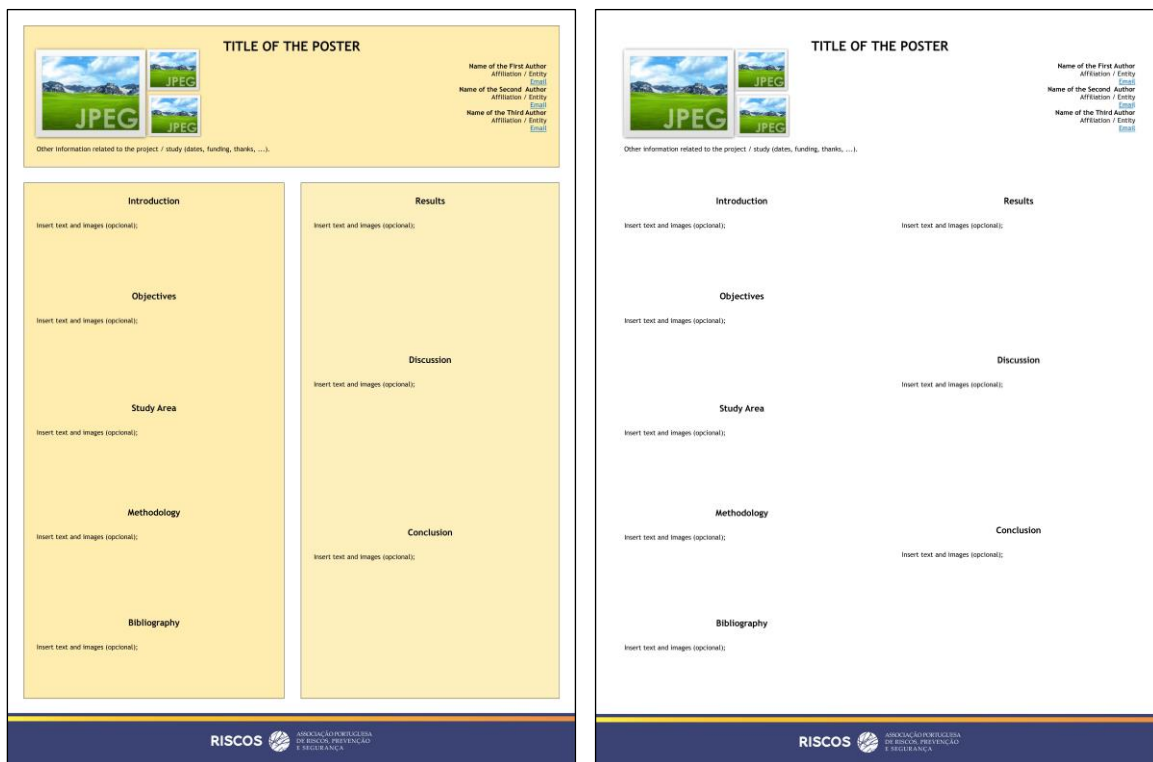 TITLE OF THE POSTER
JPEG
JPEG
JPEG
Name of the First Author
Affiliation / Entity
Email
Name of the Second Author
Affiliation / Entity
Email
Name of the Third Author
Affiliation / Entity
Email
Other information related to the project / study (dates, funding, thanks, ...).
Introduction
Insert text and images (opcional);
Objectives
Insert text and images (opcional);
Study Area
Insert text and images (opcional);
Methodology
Insert text and images (opcional);
Bibliography
Insert text and images (opcional);
Results
Insert text and images (opcional);
Discussion
Insert text and images (opcional);
Conclusion
Insert text and images (opcional);
RISCOS
ASSOCIAÇÃO PORTUGUESA
DE RISCOS, PREVENÇÃO
E SEGURANÇA
TITLE OF THE POSTER
JPEG
JPEG
JPEG
Name of the First Author
Affiliation / Entity
Email
Name of the Second Author
Affiliation / Entity
Email
Name of the Third Author
Affiliation / Entity
Email
Other information related to the project / study (dates, funding, thanks, ...).
Introduction
Insert text and images (opcional);
Objectives
Insert text and images (opcional);
Study Area
Insert text and images (opcional);
Methodology
Insert text and images (opcional);
Bibliography
Insert text and images (opcional);
Results
Insert text and images (opcional);
Discussion
Insert text and images (opcional);
Conclusion
Insert text and images (opcional);
RISCOS
ASSOCIAÇÃO PORTUGUESA
DE RISCOS, PREVENÇÃO
E SEGURANÇA